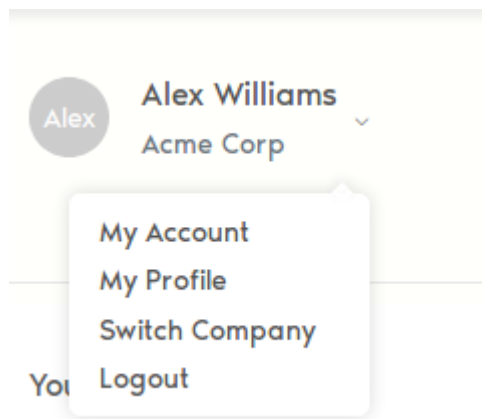 Alex
Alex Williams
Acme Corp
My Account
My Profile
Switch Company
Logout